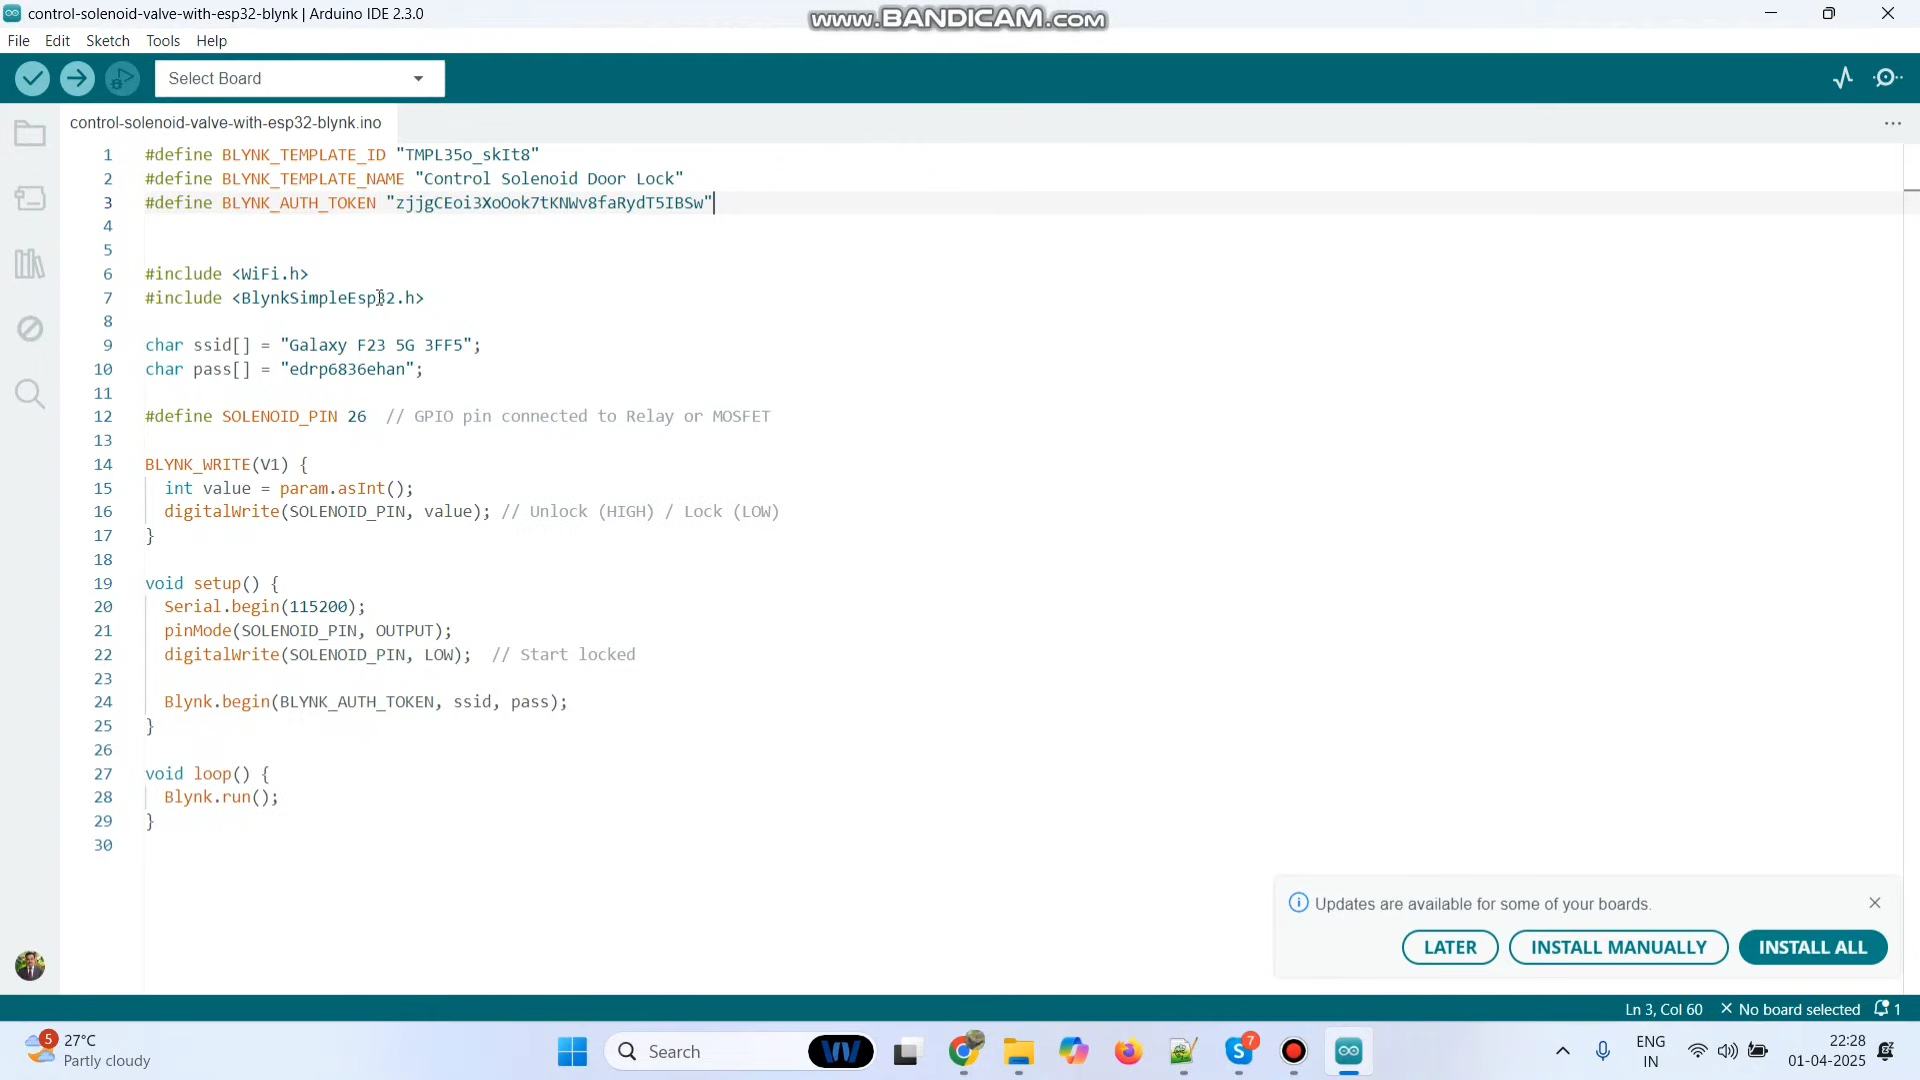 control-solenoid-valve-with-esp32-blynk | Arduino IDE 2.3.0
www.BANDICAM.com
File Edit Sketch Tools Help
Select Board
control-solenoid-valve-with-esp32-blynk.ino
1 #define BLYNK_TEMPLATE_ID "TMPL35o_skIt8"
2 #define BLYNK_TEMPLATE_NAME "Control Solenoid Door Lock"
3 #define BLYNK_AUTH_TOKEN "zjjgCEoi3XoOok7tKNWv8faRydT5IBSw"
4
5
6 #include <WiFi.h>
7 #include <BlynkSimpleEsp32.h>
8
9 char ssid[] = "Galaxy F23 5G 3FF5";
10 char pass[] = "edrp6836ehan";
11
12 #define SOLENOID_PIN 26 // GPIO pin connected to Relay or MOSFET
13
14 BLYNK_WRITE(V1) {
15 int value = param.asInt();
16 digitalWrite(SOLENOID_PIN, value); // Unlock (HIGH) / Lock (LOW)
17 }
18
19 void setup() {
20 Serial.begin(115200);
21 pinMode(SOLENOID_PIN, OUTPUT);
22 digitalWrite(SOLENOID_PIN, LOW); // Start locked
23
24 Blynk.begin(BLYNK_AUTH_TOKEN, ssid, pass);
25 }
26
27 void loop() {
28 Blynk.run();
29 }
30
Updates are available for some of your boards.
LATER INSTALL MANUALLY INSTALL ALL
Ln 3, Col 60 No board selected 1
5 27°C
Partly cloudy
Search
7
ENG
IN
22:28
01-04-2025